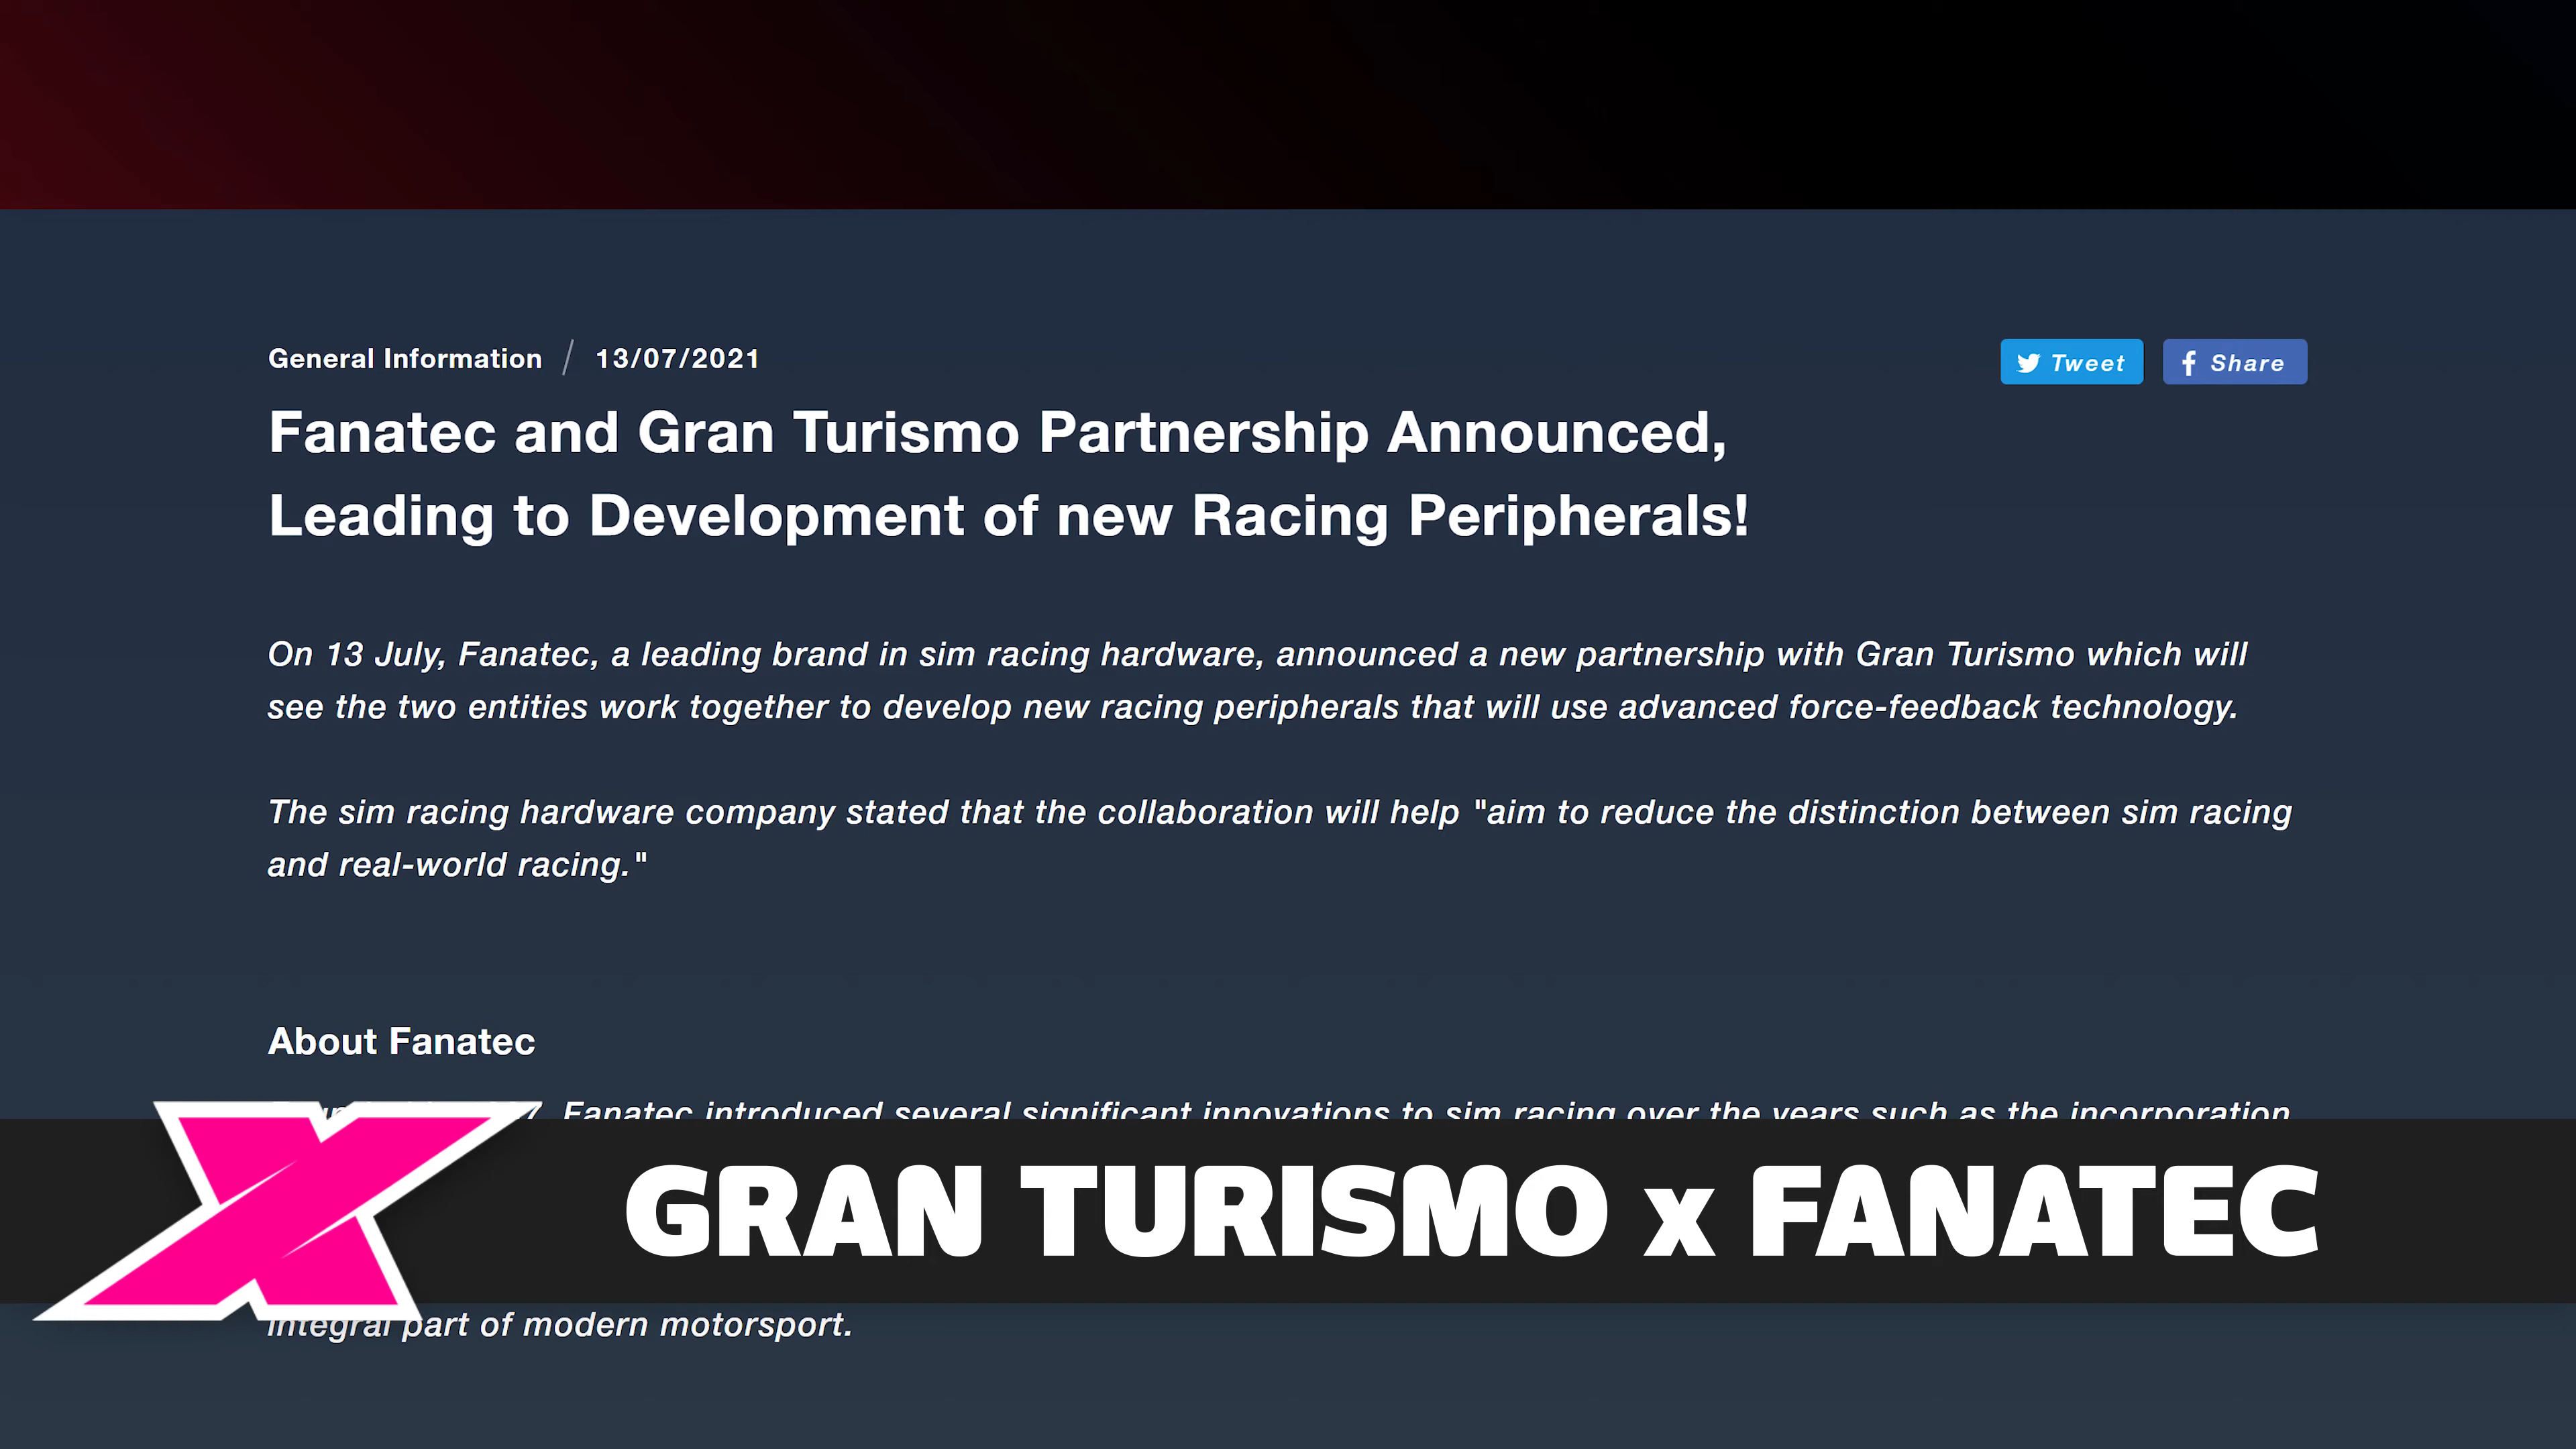 General Information / 13/07/2021
Tweet
Share
Fanatec and Gran Turismo Partnership Announced,
Leading to Development of new Racing Peripherals!
On 13 July, Fanatec, a leading brand in sim racing hardware, announced a new partnership with Gran Turismo which will
see the two entities work together to develop new racing peripherals that will use advanced force-feedback technology.
The sim racing hardware company stated that the collaboration will help "aim to reduce the distinction between sim racing
and real-world racing."
About Fanatec
Fanatec introduced several significant innovations to sim racing over the years such as the incorporation
X GRAN TURISMO x FANATEC
integral part of modern motorsport.